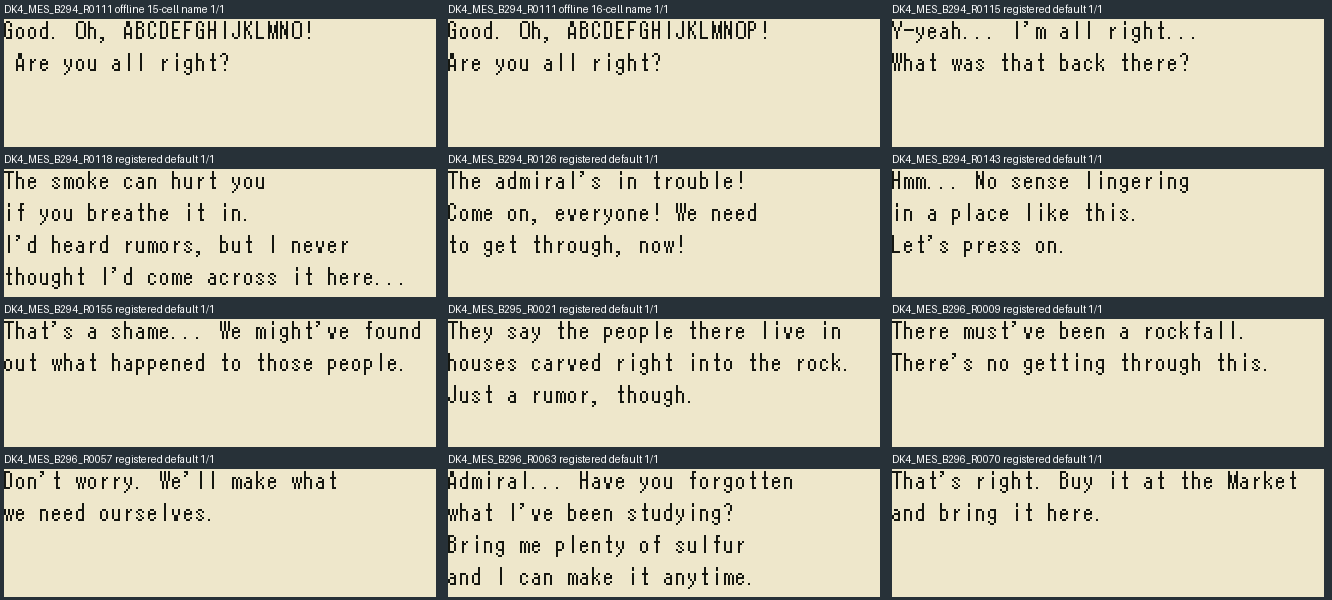 DK4_MES_B294_R0111 offline 15-cell name 1/1
Good. Oh, ABCDEFGHIJKLMNO!
Are you all right?
DK4_MES_B294_R0111 offline 16-cell name 1/1
Good. Oh, ABCDEFGHIJKLMNOP!
Are you all right?
DK4_MES_B294_R0115 registered default 1/1
Y-yeah... I'm all right...
What was that back there?
DK4_MES_B294_R0118 registered default 1/1
The smoke can hurt you
if you breathe it in.
I'd heard rumors, but I never
thought I'd come across it here...
DK4_MES_B294_R0126 registered default 1/1
The admiral's in trouble!
Come on, everyone! We need
to get through, now!
DK4_MES_B294_R0143 registered default 1/1
Hmm... No sense lingering
in a place like this.
Let's press on.
DK4_MES_B294_R0155 registered default 1/1
That's a shame... We might've found
out what happened to those people.
DK4_MES_B295_R0021 registered default 1/1
They say the people there live in
houses carved right into the rock.
Just a rumor, though.
DK4_MES_B296_R0009 registered default 1/1
There must've been a rockfall.
There's no getting through this.
DK4_MES_B296_R0057 registered default 1/1
Don't worry. We'll make what
we need ourselves.
DK4_MES_B296_R0063 registered default 1/1
Admiral... Have you forgotten
what I've been studying?
Bring me plenty of sulfur
and I can make it anytime.
DK4_MES_B296_R0070 registered default 1/1
That's right. Buy it at the Market
and bring it here.